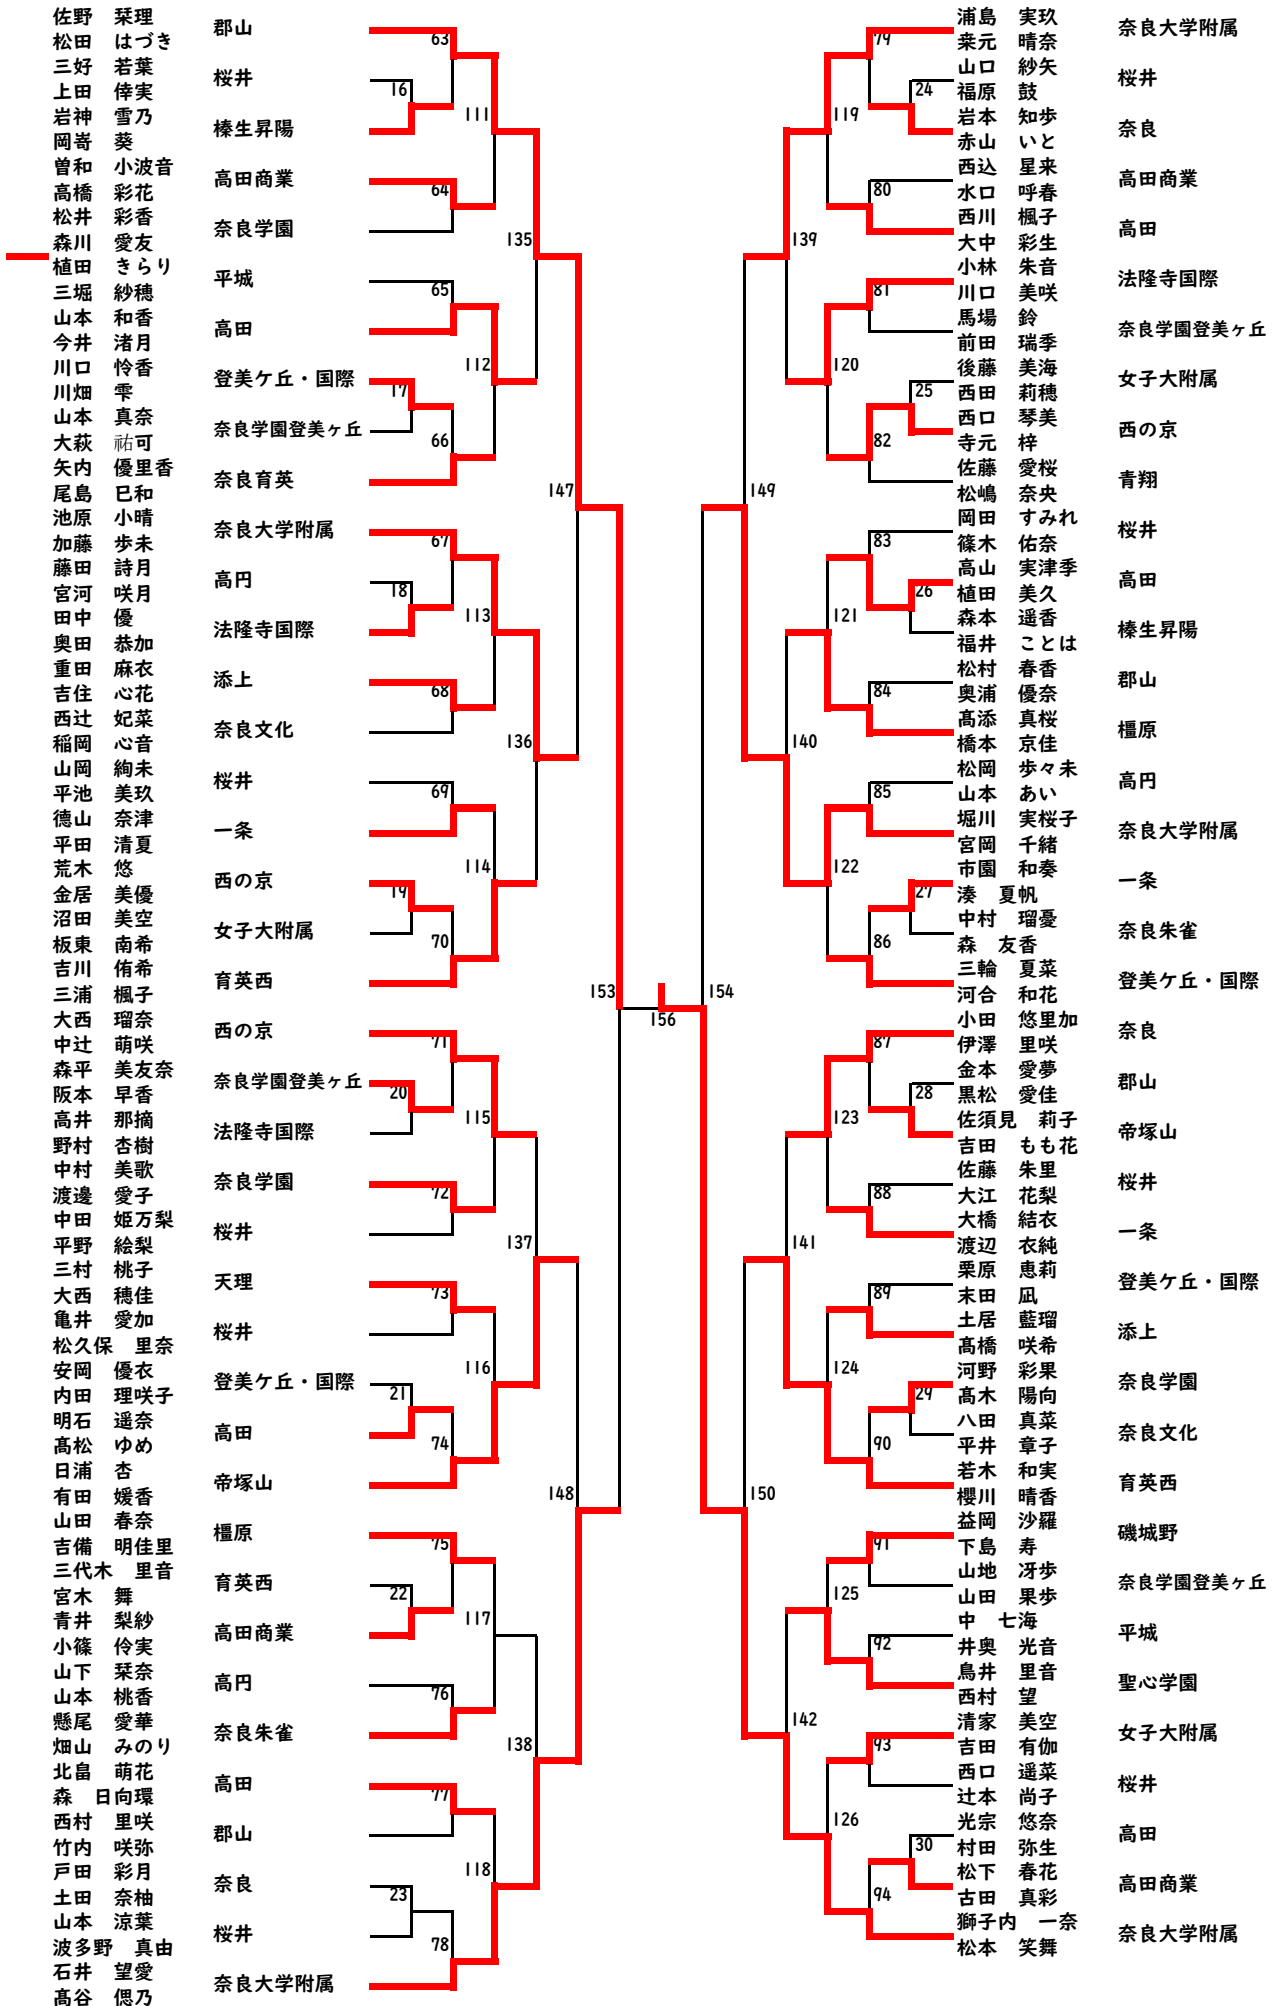 佐野　栞理
松田　はづき
郡山
63
三好　若葉
上田　倖実
桜井
16
岩神　雪乃
岡嵜　葵
榛生昇陽
111
曽和　小波音
高橋　彩花
高田商業
64
松井　彩香
森川　愛友
奈良学園
135
植田　きらり
三堀　紗穂
平城
65
山本　和香
今井　渚月
高田
112
川口　怜香
川畑　雫
登美ケ丘・国際
17
山本　真奈
大萩　祐可
奈良学園登美ヶ丘
66
矢内　優里香
尾島　巳和
奈良育英
147
池原　小晴
加藤　歩未
奈良大学附属
67
藤田　詩月
宮河　咲月
高円
18
田中　優
奥田　恭加
法隆寺国際
113
重田　麻衣
吉住　心花
添上
68
西辻　妃菜
稲岡　心音
奈良文化
136
山岡　絢未
平池　美玖
桜井
69
德山　奈津
平田　清夏
一条
114
荒木　悠
金居　美優
西の京
19
沼田　美空
板東　南希
女子大附属
70
吉川　侑希
三浦　楓子
育英西
153
大西　瑠奈
中辻　萌咲
西の京
71
森平　美友奈
阪本　早香
奈良学園登美ヶ丘
20
高井　那摘
野村　杏樹
法隆寺国際
115
中村　美歌
渡邊　愛子
奈良学園
72
中田　姫万梨
平野　絵梨
桜井
137
三村　桃子
大西　穂佳
天理
73
亀井　愛加
松久保　里奈
桜井
116
安岡　優衣
内田　理咲子
登美ケ丘・国際
21
明石　遥奈
髙松　ゆめ
高田
74
日浦　杏
有田　媛香
帝塚山
148
山田　春奈
吉備　明佳里
橿原
75
三代木　里音
宮木　舞
育英西
22
青井　梨紗
小篠　伶実
高田商業
117
山下　栞奈
山本　桃香
高円
76
懸尾　愛華
畑山　みのり
奈良朱雀
138
北畠　萌花
森　日向環
高田
77
西村　里咲
竹内　咲弥
郡山
118
戸田　彩月
土田　奈柚
奈良
23
山本　涼葉
波多野　真由
桜井
78
石井　望愛
髙谷　偲乃
奈良大学附属
156
浦島　実玖
桒元　晴奈
奈良大学附属
79
山口　紗矢
福原　鼓
桜井
24
岩本　知歩
赤山　いと
奈良
119
西込　星来
水口　呼春
高田商業
80
西川　楓子
大中　彩生
高田
139
小林　朱音
川口　美咲
法隆寺国際
81
馬場　鈴
前田　瑞季
奈良学園登美ヶ丘
120
後藤　美海
西田　莉穂
女子大附属
25
西口　琴美
寺元　梓
西の京
82
佐藤　愛桜
松嶋　奈央
青翔
149
岡田　すみれ
篠木　佑奈
桜井
83
高山　実津季
植田　美久
高田
26
森本　遥香
福井　ことは
榛生昇陽
121
松村　春香
奥浦　優奈
郡山
84
髙添　真桜
橋本　京佳
橿原
140
松岡　歩々未
山本　あい
高円
85
堀川　実桜子
宮岡　千緒
奈良大学附属
122
市園　和奏
湊　夏帆
一条
27
中村　瑠憂
森　友香
奈良朱雀
86
三輪　夏菜
河合　和花
登美ケ丘・国際
154
小田　悠里加
伊澤　里咲
奈良
87
金本　愛夢
黒松　愛佳
郡山
28
佐須見　莉子
吉田　もも花
帝塚山
123
佐藤　朱里
大江　花梨
桜井
88
大橋　結衣
渡辺　衣純
一条
141
栗原　恵莉
末田　凪
登美ケ丘・国際
89
土居　藍瑠
髙橋　咲希
添上
124
河野　彩果
髙木　陽向
奈良学園
29
八田　真菜
平井　章子
奈良文化
90
若木　和実
櫻川　晴香
育英西
150
益岡　沙羅
下島　寿
磯城野
91
山地　冴歩
山田　果歩
奈良学園登美ヶ丘
125
中　七海
井奥　光音
平城
92
鳥井　里音
西村　望
聖心学園
142
清家　美空
吉田　有伽
女子大附属
93
西口　遥菜
辻本　尚子
桜井
126
光宗　悠奈
村田　弥生
高田
30
松下　春花
古田　真彩
高田商業
94
獅子内　一奈
松本　笑舞
奈良大学附属